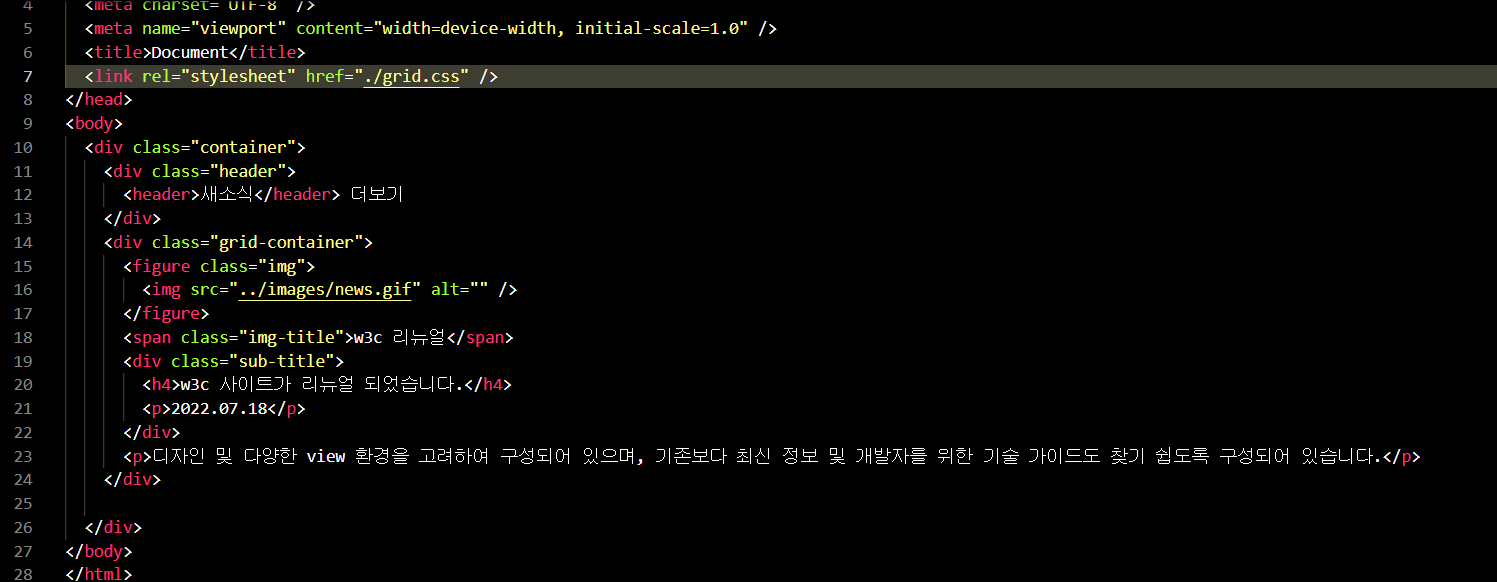 4 <meta charset="UTF-8" />
5 <meta name="viewport" content="width=device-width, initial-scale=1.0" />
6 <title>Document</title>
7 <link rel="stylesheet" href="./grid.css" />
8 </head>
9 <body>
10 <div class="container">
11 <div class="header">
12 <header>새소식</header> 더보기
13 </div>
14 <div class="grid-container">
15 <figure class="img">
16 <img src="../images/news.gif" alt="" />
17 </figure>
18 <span class="img-title">w3c 리뉴얼</span>
19 <div class="sub-title">
20 <h4>w3c 사이트가 리뉴얼 되었습니다.</h4>
21 <p>2022.07.18</p>
22 </div>
23 <p>디자인 및 다양한 view 환경을 고려하여 구성되어 있으며, 기존보다 최신 정보 및 개발자를 위한 기술 가이드도 찾기 쉽도록 구성되어 있습니다.</p>
24 </div>
25
26 </div>
27 </body>
28 </html>